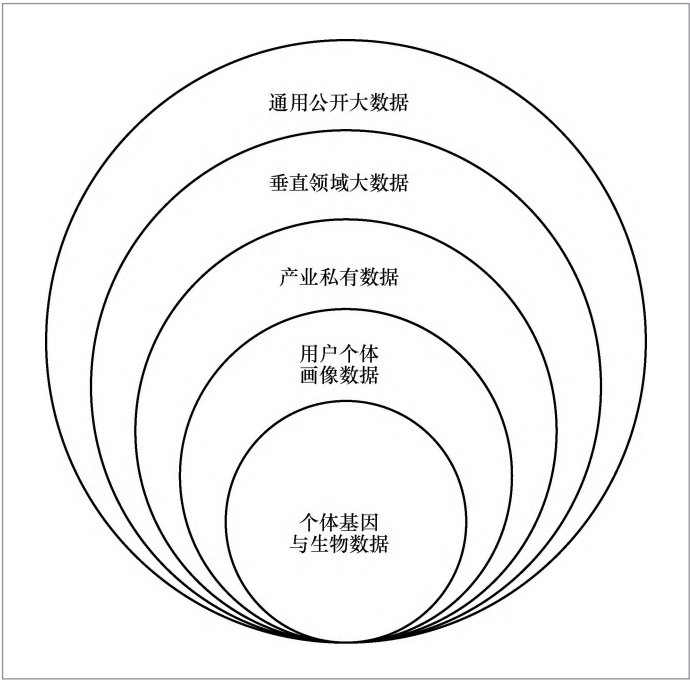 通用公开大数据
垂直领域大数据
产业私有数据
用户个体
画像数据
个体基因
与生物数据